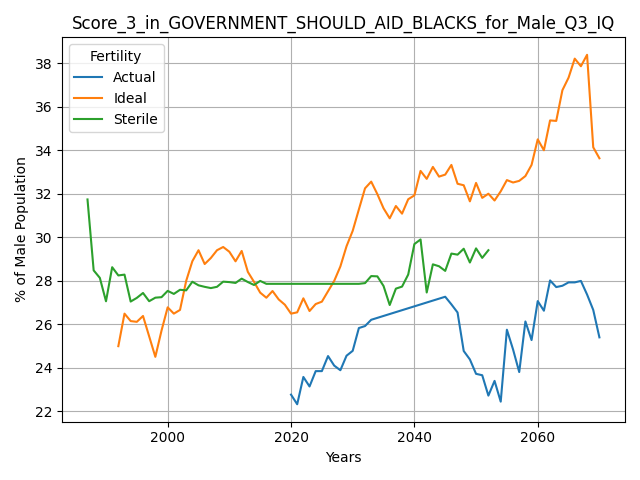 Score_3_in_GOVERNMENT_SHOULD_AID_BLACKS_for_Male_Q3_IQ
Fertility
Actual
Ideal
Sterile
% of Male Population
38
36
34
32
30
28
26
24
22
2000
2020
2040
2060
Years